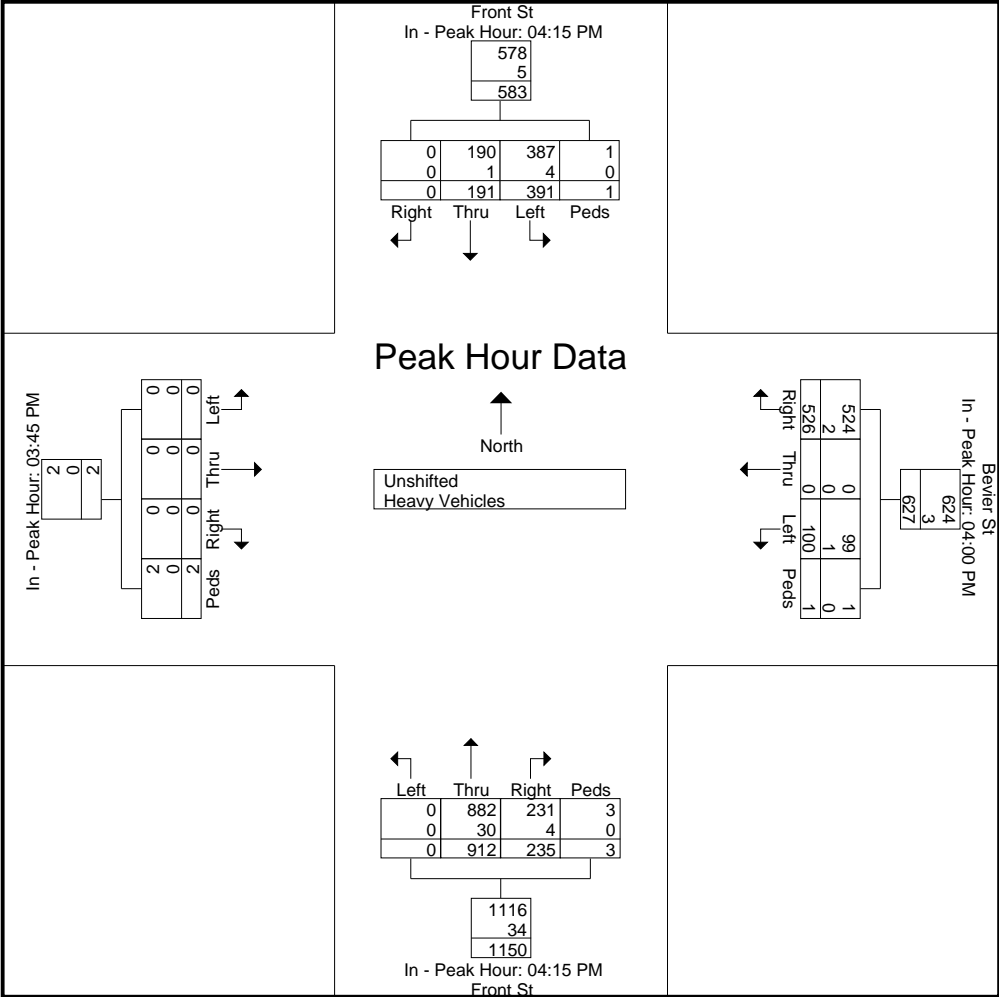 Front St
In - Peak Hour: 04:15 PM
578
5
583
0 190 387 1
0 1 4 0
0 191 391 1
Right Thru Left Peds
Peak Hour Data
North
Unshifted
Heavy Vehicles
In - Peak Hour: 03:45 PM
2
0
2
0 0 0 2
0 0 0 0
0 0 0 2
Left Thru Right Peds
Bevier St
In - Peak Hour: 04:00 PM
624
3
627
524 0 99 1
2 0 1 0
526 0 100 1
Right Thru Left Peds
Left Thru Right Peds
0 882 231 3
0 30 4 0
0 912 235 3
1116
34
1150
In - Peak Hour: 04:15 PM
Front St